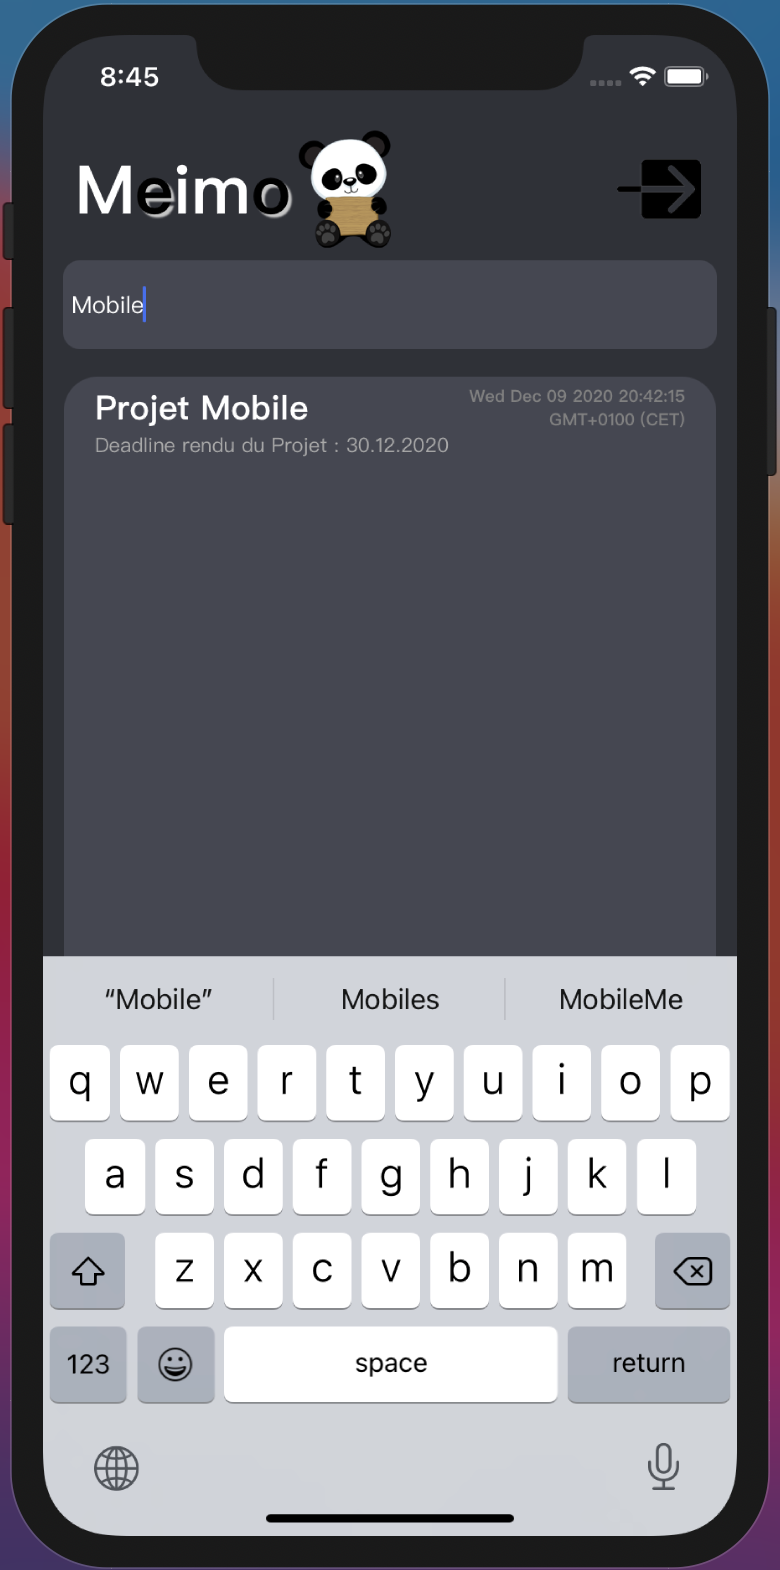 8:45
Meimo
Mobile
Projet Mobile
Wed Dec 09 2020 20:42:15
GMT+0100 (CET)
Deadline rendu du Projet : 30.12.2020
“Mobile” Mobiles MobileMe
q w e r t y u i o p
a s d f g h j k l
z x c v b n m
123 space return